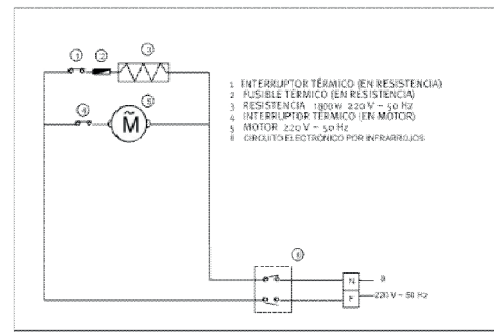 1 2 3
1 INTERRUPTOR TÉRMICO (EN RESISTENCIA)
2 FUSIBLE TÉRMICO (EN RESISTENCIA)
3 RESISTENCIA 1800W 220 V ~ 50 Hz
4 INTERRUPTOR TÉRMICO (EN MOTOR)
5 MOTOR 220 V ~ 50 Hz
6 CIRCUITO ELECTRÓNICO POR INFRARROJOS
4 M 5
6
N
F 220 V ~ 50 Hz